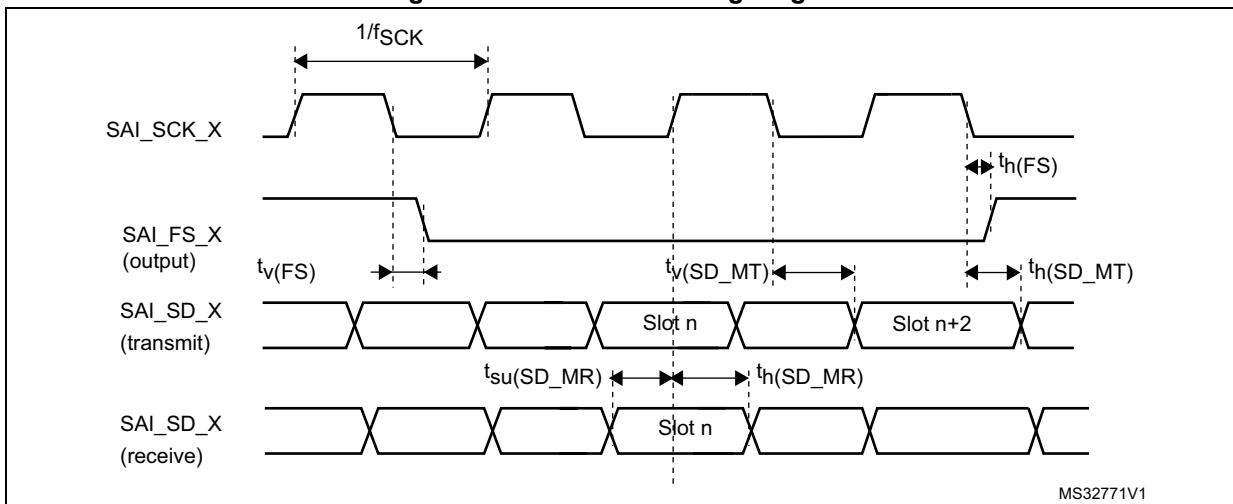 1/fSCK
SAI_SCK_X
th(FS)
SAI_FS_X
(output)
tv(FS)
tv(SD_MT)
th(SD_MT)
SAI_SD_X
(transmit)
Slot n
Slot n+2
tsu(SD_MR)
th(SD_MR)
SAI_SD_X
(receive)
Slot n
MS32771V1